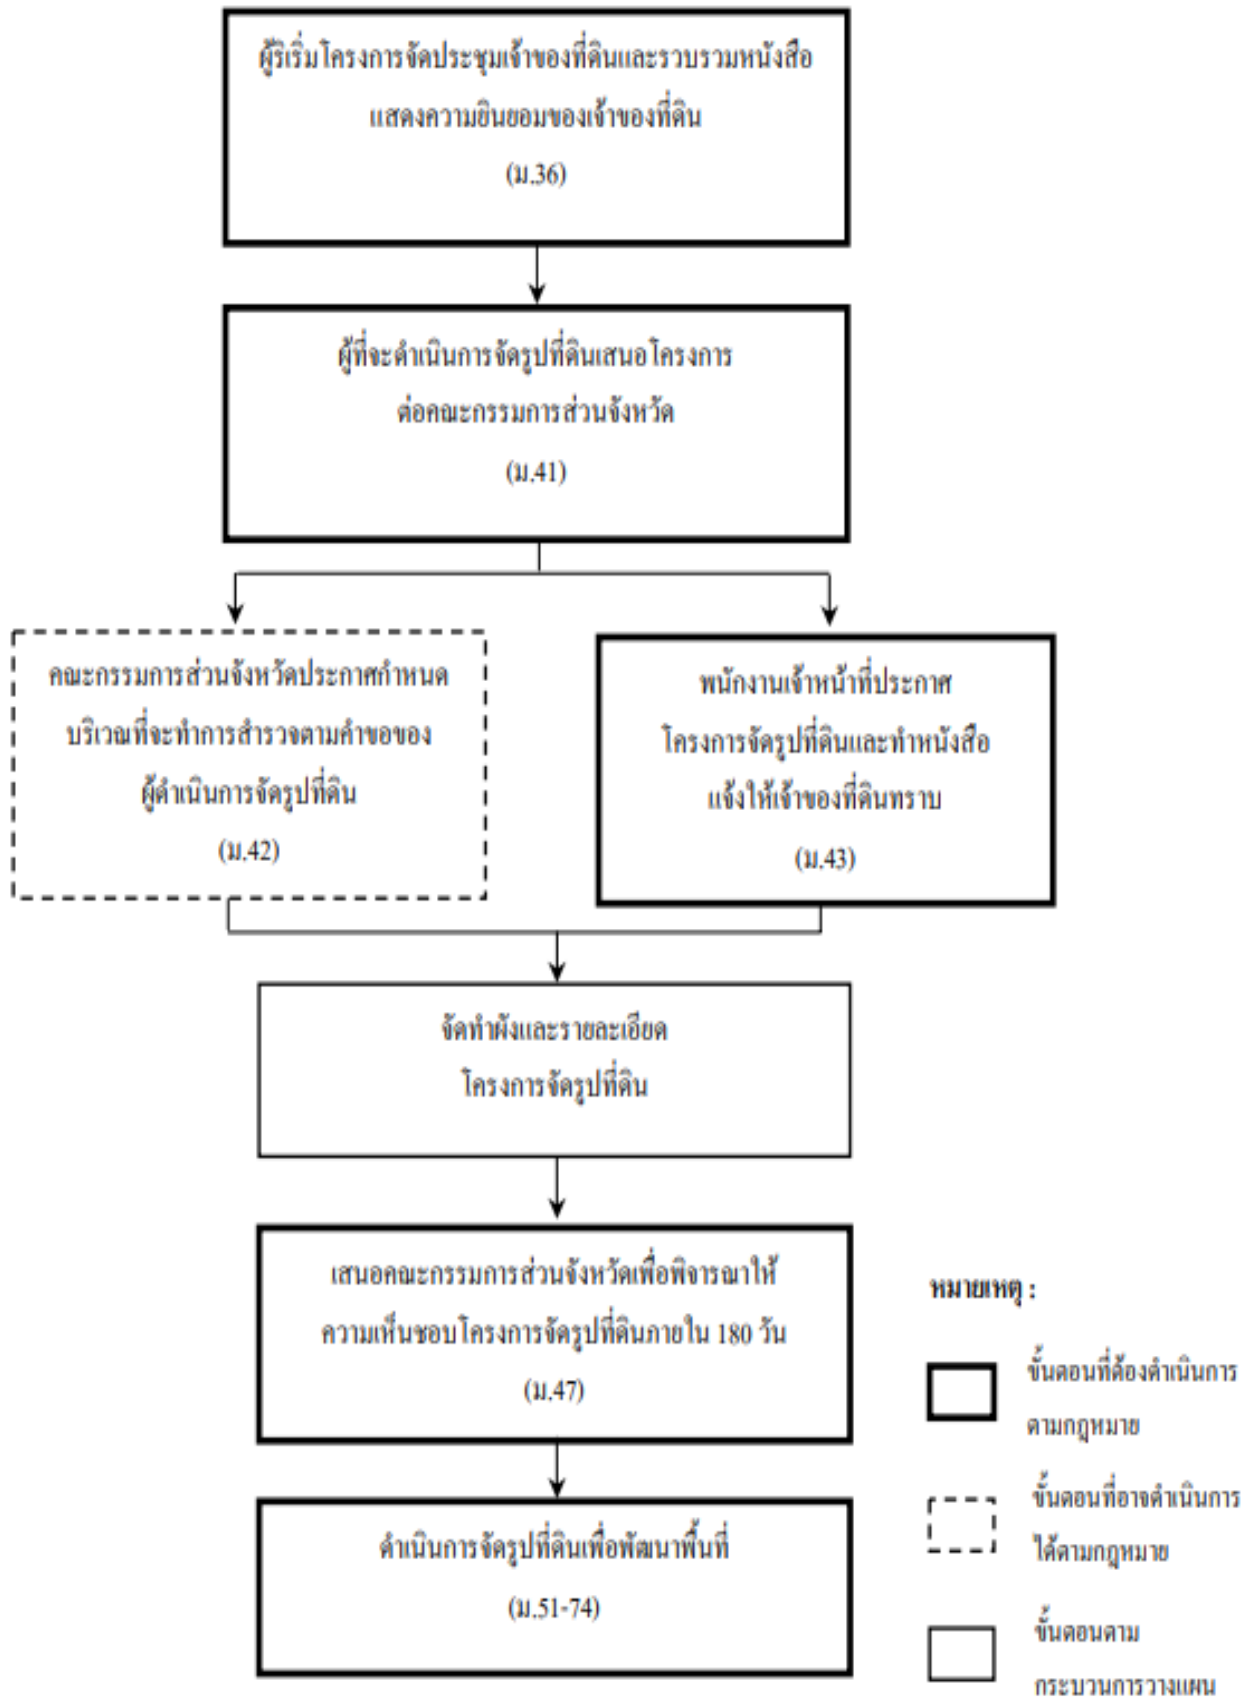 ผู้ริเริ่มโครงการจัดประชุมเจ้าของที่ดินและรวบรวมหนังสือ
แสดงความยินยอมของเจ้าของที่ดิน
(ม.36)
ผู้ที่จะดำเนินการจัดรูปที่ดินเสนอโครงการ
ต่อคณะกรรมการส่วนจังหวัด
(ม.41)
คณะกรรมการส่วนจังหวัดประกาศกำหนด
บริเวณที่จะทำการสำรวจตามคำขอของ
ผู้ดำเนินการจัดรูปที่ดิน
(ม.42)
พนักงานเจ้าหน้าที่ประกาศ
โครงการจัดรูปที่ดินและทำหนังสือ
แจ้งให้เจ้าของที่ดินทราบ
(ม.43)
จัดทำผังและรายละเอียด
โครงการจัดรูปที่ดิน
เสนอคณะกรรมการส่วนจังหวัดเพื่อพิจารณาให้
ความเห็นชอบโครงการจัดรูปที่ดินภายใน 180 วัน
(ม.47)
ดำเนินการจัดรูปที่ดินเพื่อพัฒนาพื้นที่
(ม.51-74)
หมายเหตุ :
ขั้นตอนที่ต้องดำเนินการ
ตามกฎหมาย
ขั้นตอนที่อาจดำเนินการ
ได้ตามกฎหมาย
ขั้นตอนตาม
กระบวนการวางแผน